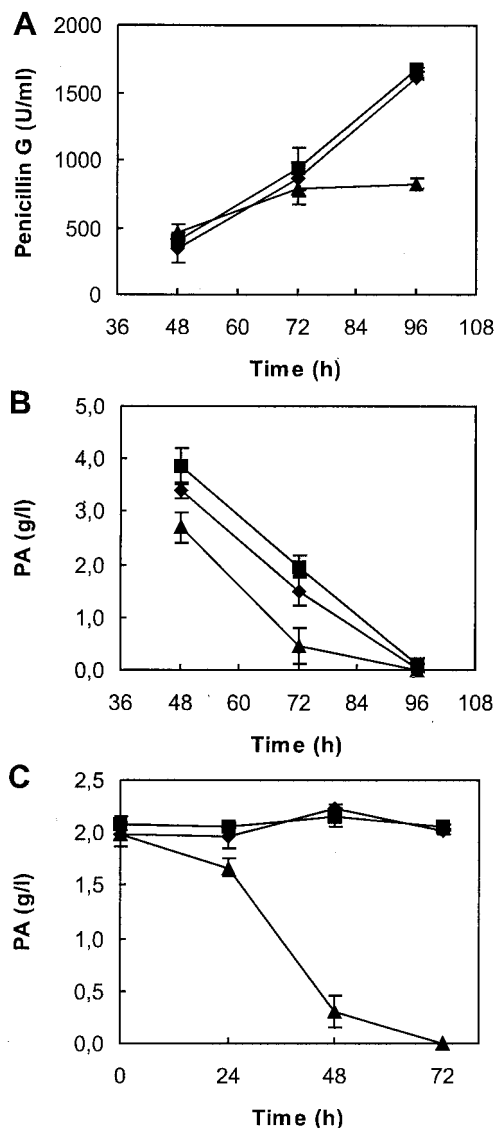 A
Penicillin G (U/ml)
2000
1500
1000
500
0
36 48 60 72 84 96 108
Time (h)
B
PA (g/l)
5,0
4,0
3,0
2,0
1,0
0,0
36 48 60 72 84 96 108
Time (h)
C
PA (g/l)
2,5
2,0
1,5
1,0
0,5
0,0
0 24 48 72
Time (h)